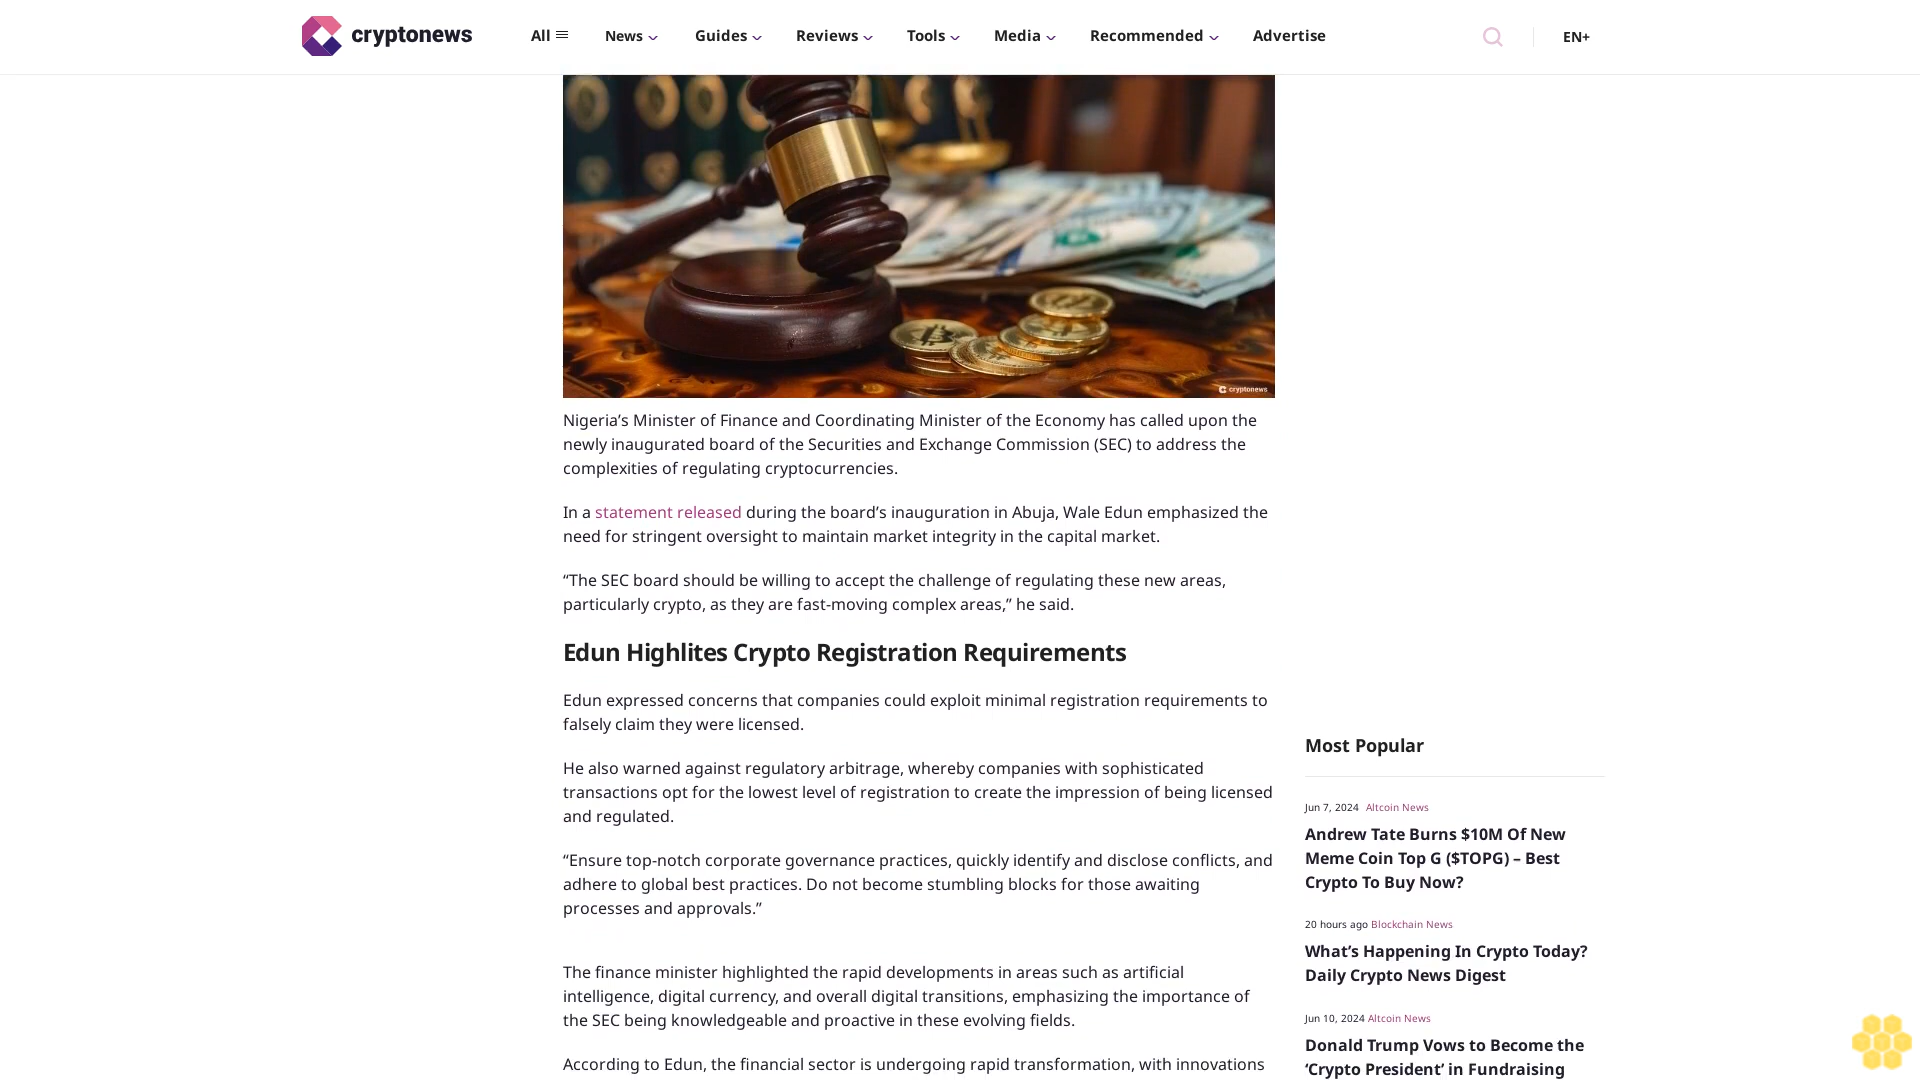 cryptonews
All
News
Guides
Reviews
Tools
Media
Recommended
Advertise
EN+
cryptonews
Nigeria’s Minister of Finance and Coordinating Minister of the Economy has called upon the
newly inaugurated board of the Securities and Exchange Commission (SEC) to address the
complexities of regulating cryptocurrencies.
In a statement released during the board’s inauguration in Abuja, Wale Edun emphasized the
need for stringent oversight to maintain market integrity in the capital market.
“The SEC board should be willing to accept the challenge of regulating these new areas,
particularly crypto, as they are fast-moving complex areas,” he said.
Edun Highlites Crypto Registration Requirements
Edun expressed concerns that companies could exploit minimal registration requirements to
falsely claim they were licensed.
He also warned against regulatory arbitrage, whereby companies with sophisticated
transactions opt for the lowest level of registration to create the impression of being licensed
and regulated.
“Ensure top-notch corporate governance practices, quickly identify and disclose conflicts, and
adhere to global best practices. Do not become stumbling blocks for those awaiting
processes and approvals.”
The finance minister highlighted the rapid developments in areas such as artificial
intelligence, digital currency, and overall digital transitions, emphasizing the importance of
the SEC being knowledgeable and proactive in these evolving fields.
According to Edun, the financial sector is undergoing rapid transformation, with innovations
Most Popular
Jun 7, 2024 Altcoin News
Andrew Tate Burns $10M Of New
Meme Coin Top G ($TOPG) – Best
Crypto To Buy Now?
20 hours ago Blockchain News
What’s Happening In Crypto Today?
Daily Crypto News Digest
Jun 10, 2024 Altcoin News
Donald Trump Vows to Become the
‘Crypto President’ in Fundraising